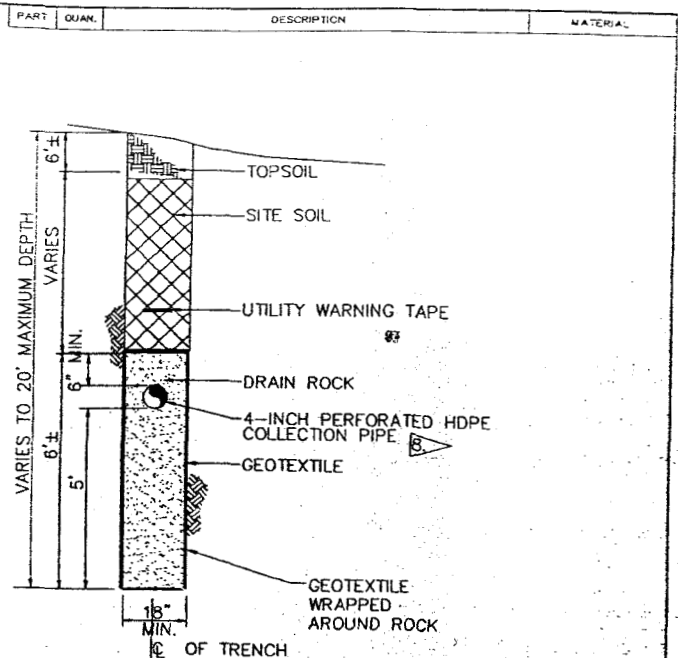 PART QUAN. DESCRIPTION MATERIAL
6'±
TOPSOIL
SITE SOIL
VARIES
VARIES TO 20' MAXIMUM DEPTH
UTILITY WARNING TAPE
6" MIN.
DRAIN ROCK
4-INCH PERFORATED HDPE
COLLECTION PIPE 8.
6'±
GEOTEXTILE
5'
GEOTEXTILE
WRAPPED
AROUND ROCK
18"
MIN.
℄ OF TRENCH